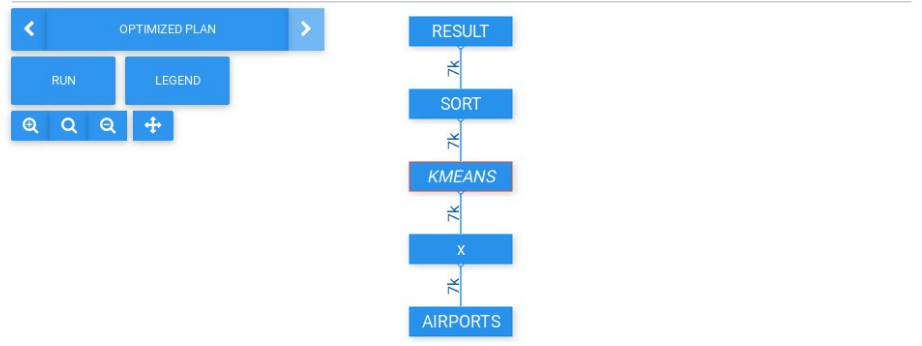 OPTIMIZED PLAN
RUN
LEGEND
RESULT
7k
SORT
7k
KMEANS
7k
x
7k
AIRPORTS